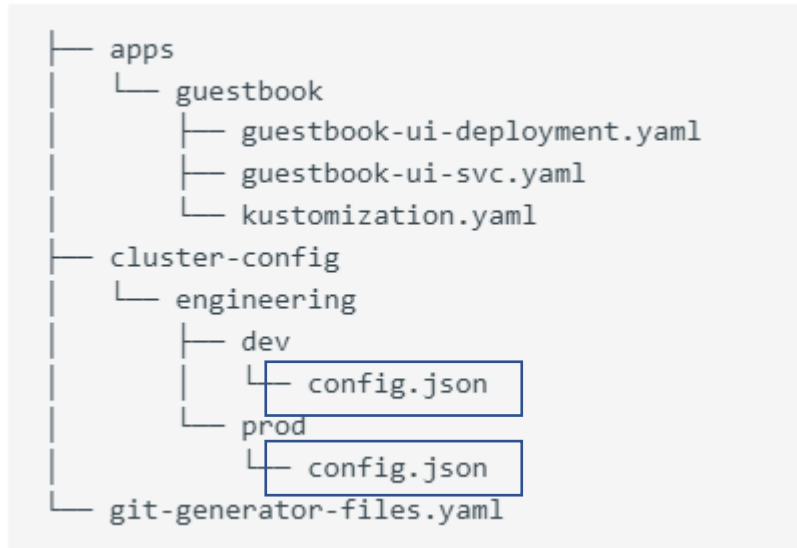 ├── apps
│   └── guestbook
│       ├── guestbook-ui-deployment.yaml
│       ├── guestbook-ui-svc.yaml
│       └── kustomization.yaml
├── cluster-config
│   └── engineering
│       ├── dev
│       │   └── config.json
│       └── prod
│           └── config.json
└── git-generator-files.yaml